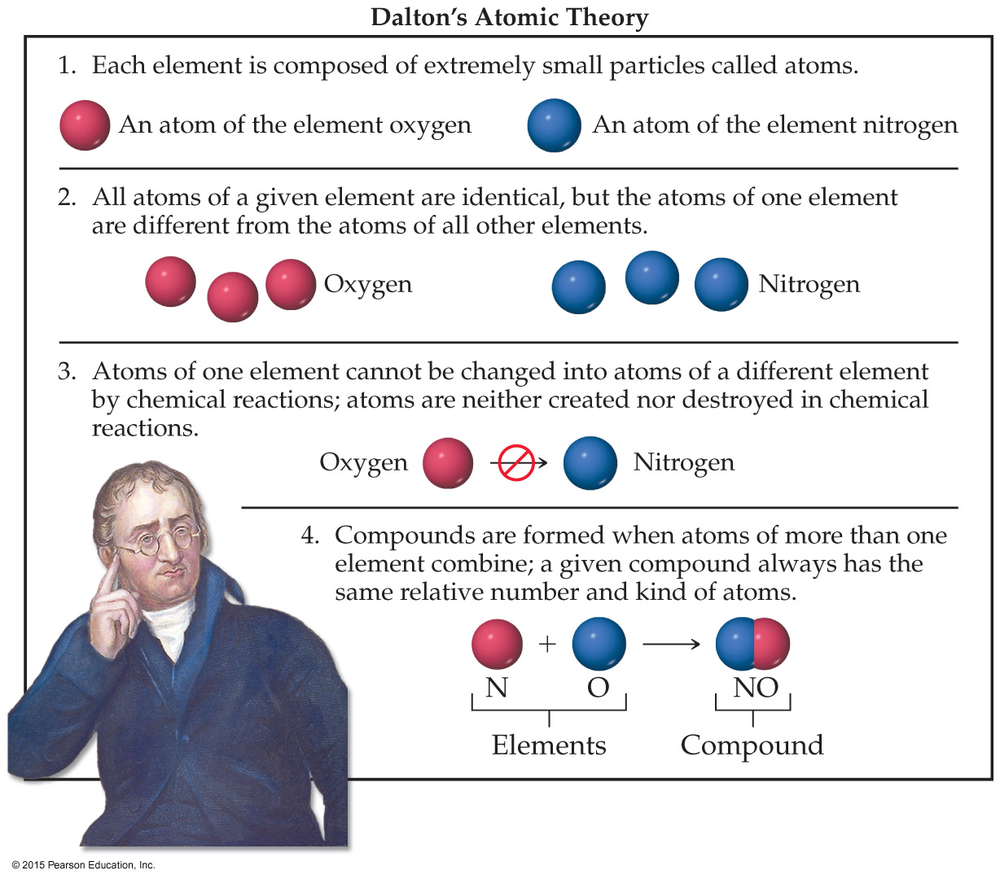 Dalton's Atomic Theory
1. Each element is composed of extremely small particles called atoms.
An atom of the element oxygen
An atom of the element nitrogen
2. All atoms of a given element are identical, but the atoms of one element
are different from the atoms of all other elements.
Oxygen
Nitrogen
3. Atoms of one element cannot be changed into atoms of a different element
by chemical reactions; atoms are neither created nor destroyed in chemical
reactions.
Oxygen
Nitrogen
4. Compounds are formed when atoms of more than one
element combine; a given compound always has the
same relative number and kind of atoms.
+
N O NO
Elements Compound
© 2015 Pearson Education, Inc.